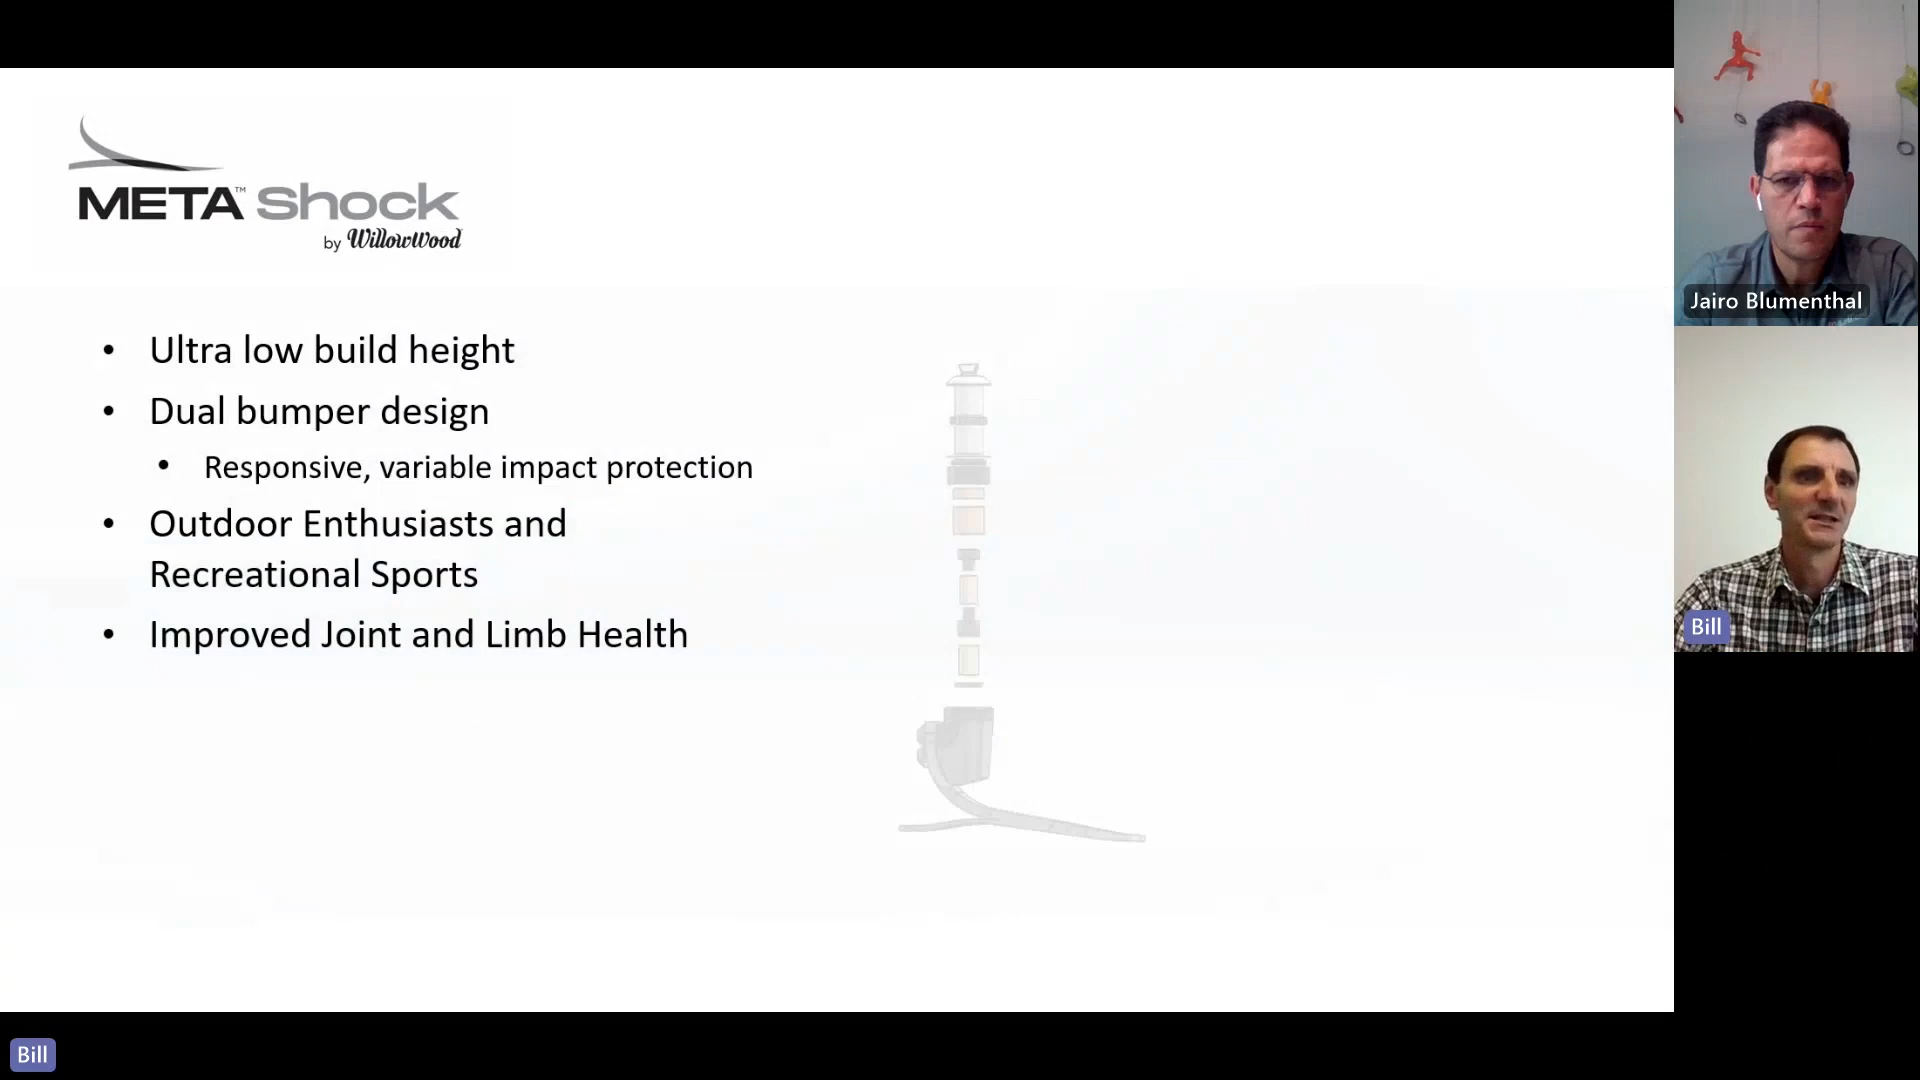 META™ Shock
by WillowWood
• Ultra low build height
• Dual bumper design
• Responsive, variable impact protection
• Outdoor Enthusiasts and
Recreational Sports
• Improved Joint and Limb Health
Jairo Blumenthal
Bill
Bill